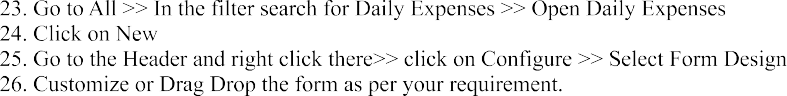 23. Go to All >> In the filter search for Daily Expenses >> Open Daily Expenses
24. Click on New
25. Go to the Header and right click there>> click on Configure >> Select Form Design
26. Customize or Drag Drop the form as per your requirement.